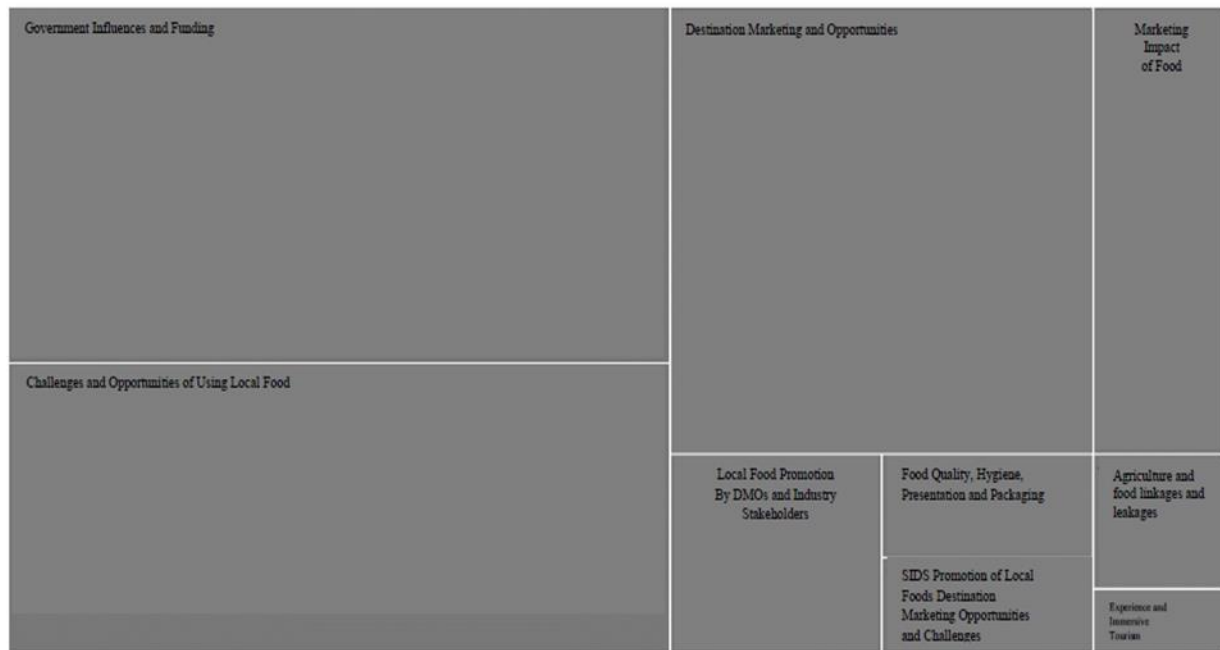 Government Influences and Funding
Destination Marketing and Opportunities
Marketing
Impact
of Food
Challenges and Opportunities of Using Local Food
Local Food Promotion
By DMOs and Industry
Stakeholders
Food Quality, Hygiene,
Presentation and Packaging
Agriculture and
food linkages and
leakages
SIDS Promotion of Local
Foods Destination
Marketing Opportunities
and Challenges
Experience and
Immersive
Tourism